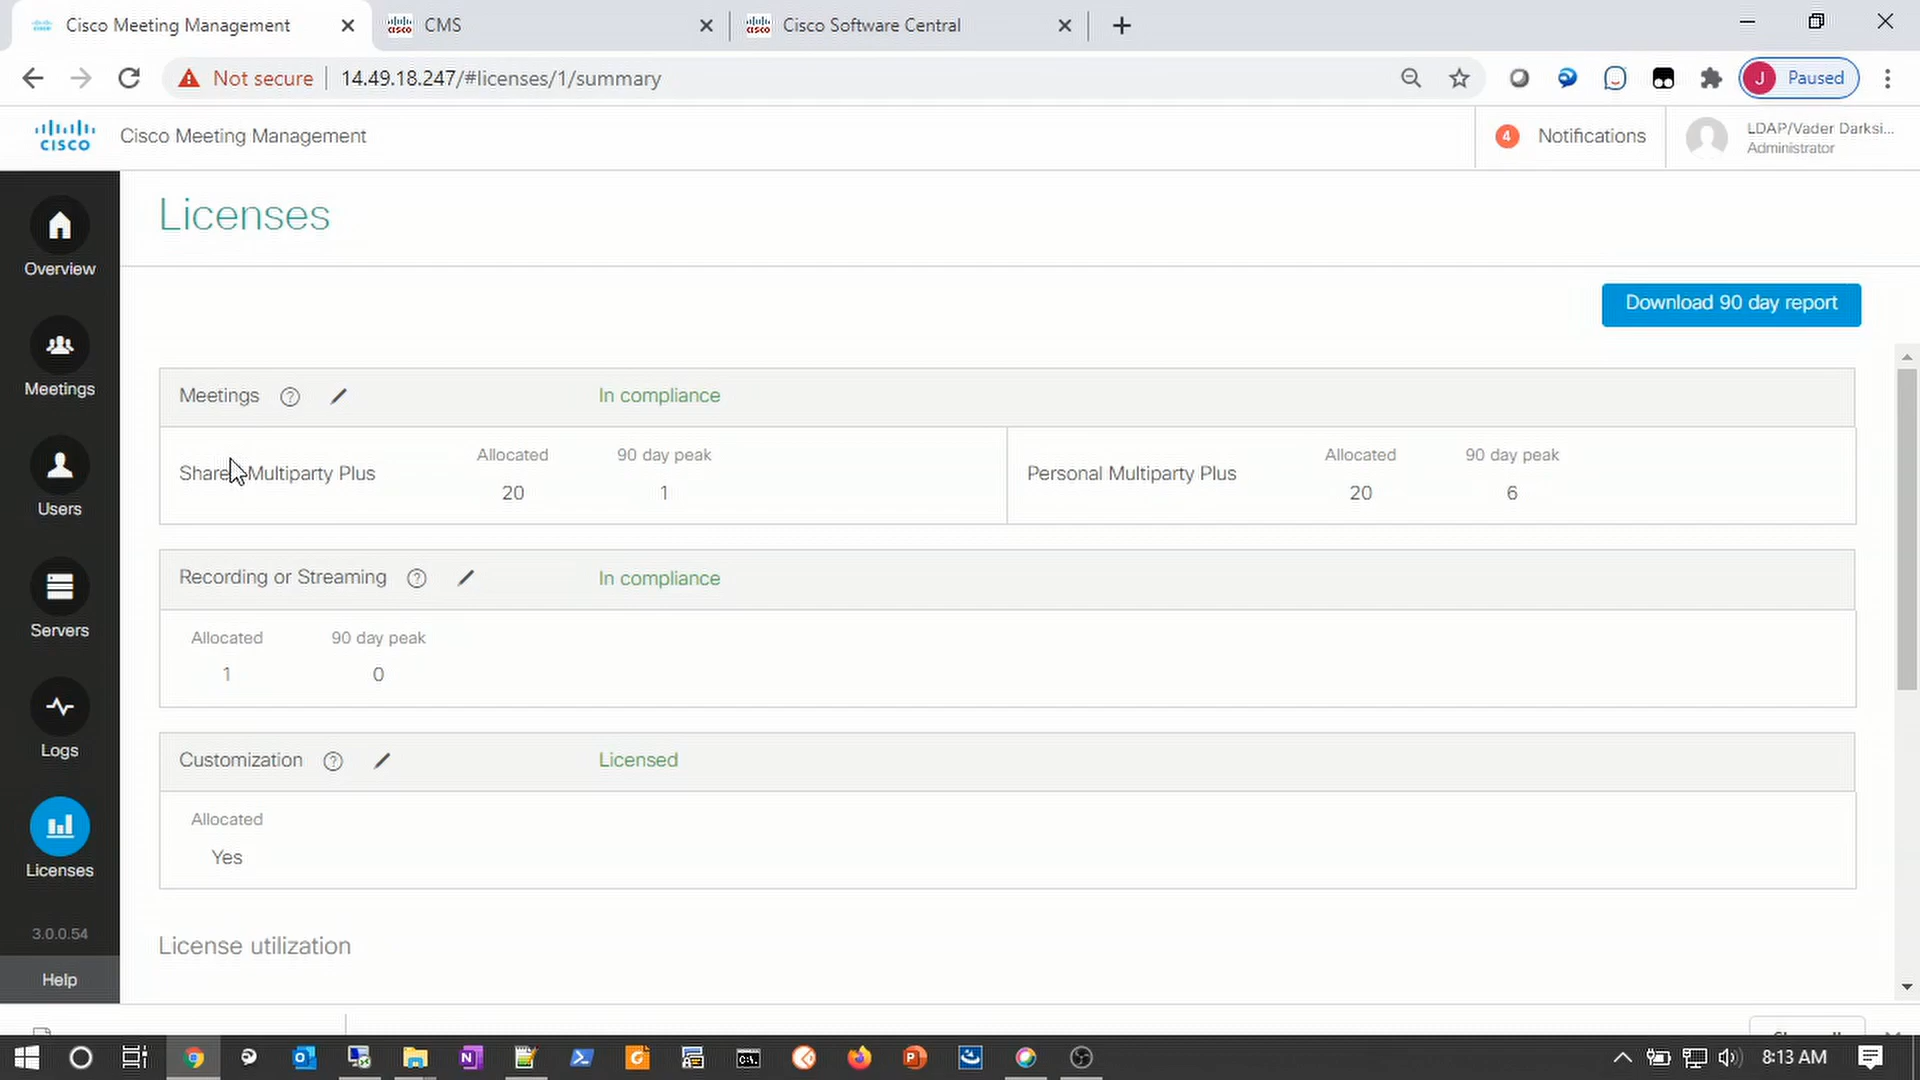 Cisco Meeting Management
CMS
Cisco Software Central
Not secure
14.49.18.247/#licenses/1/summary
J Paused
CISCO
Cisco Meeting Management
4 Notifications
LDAP/Vader Darksi...
Administrator
Overview
Meetings
Users
Servers
Logs
Licenses
3.0.0.54
Help
Licenses
Download 90 day report
Meetings ? In compliance
Multiparty Plus
Allocated 90 day peak
20 1
Personal Multiparty Plus
Allocated 90 day peak
20 6
Recording or Streaming ? In compliance
Allocated 90 day peak
1 0
Customization ? Licensed
Allocated
Yes
License utilization
8:13 AM